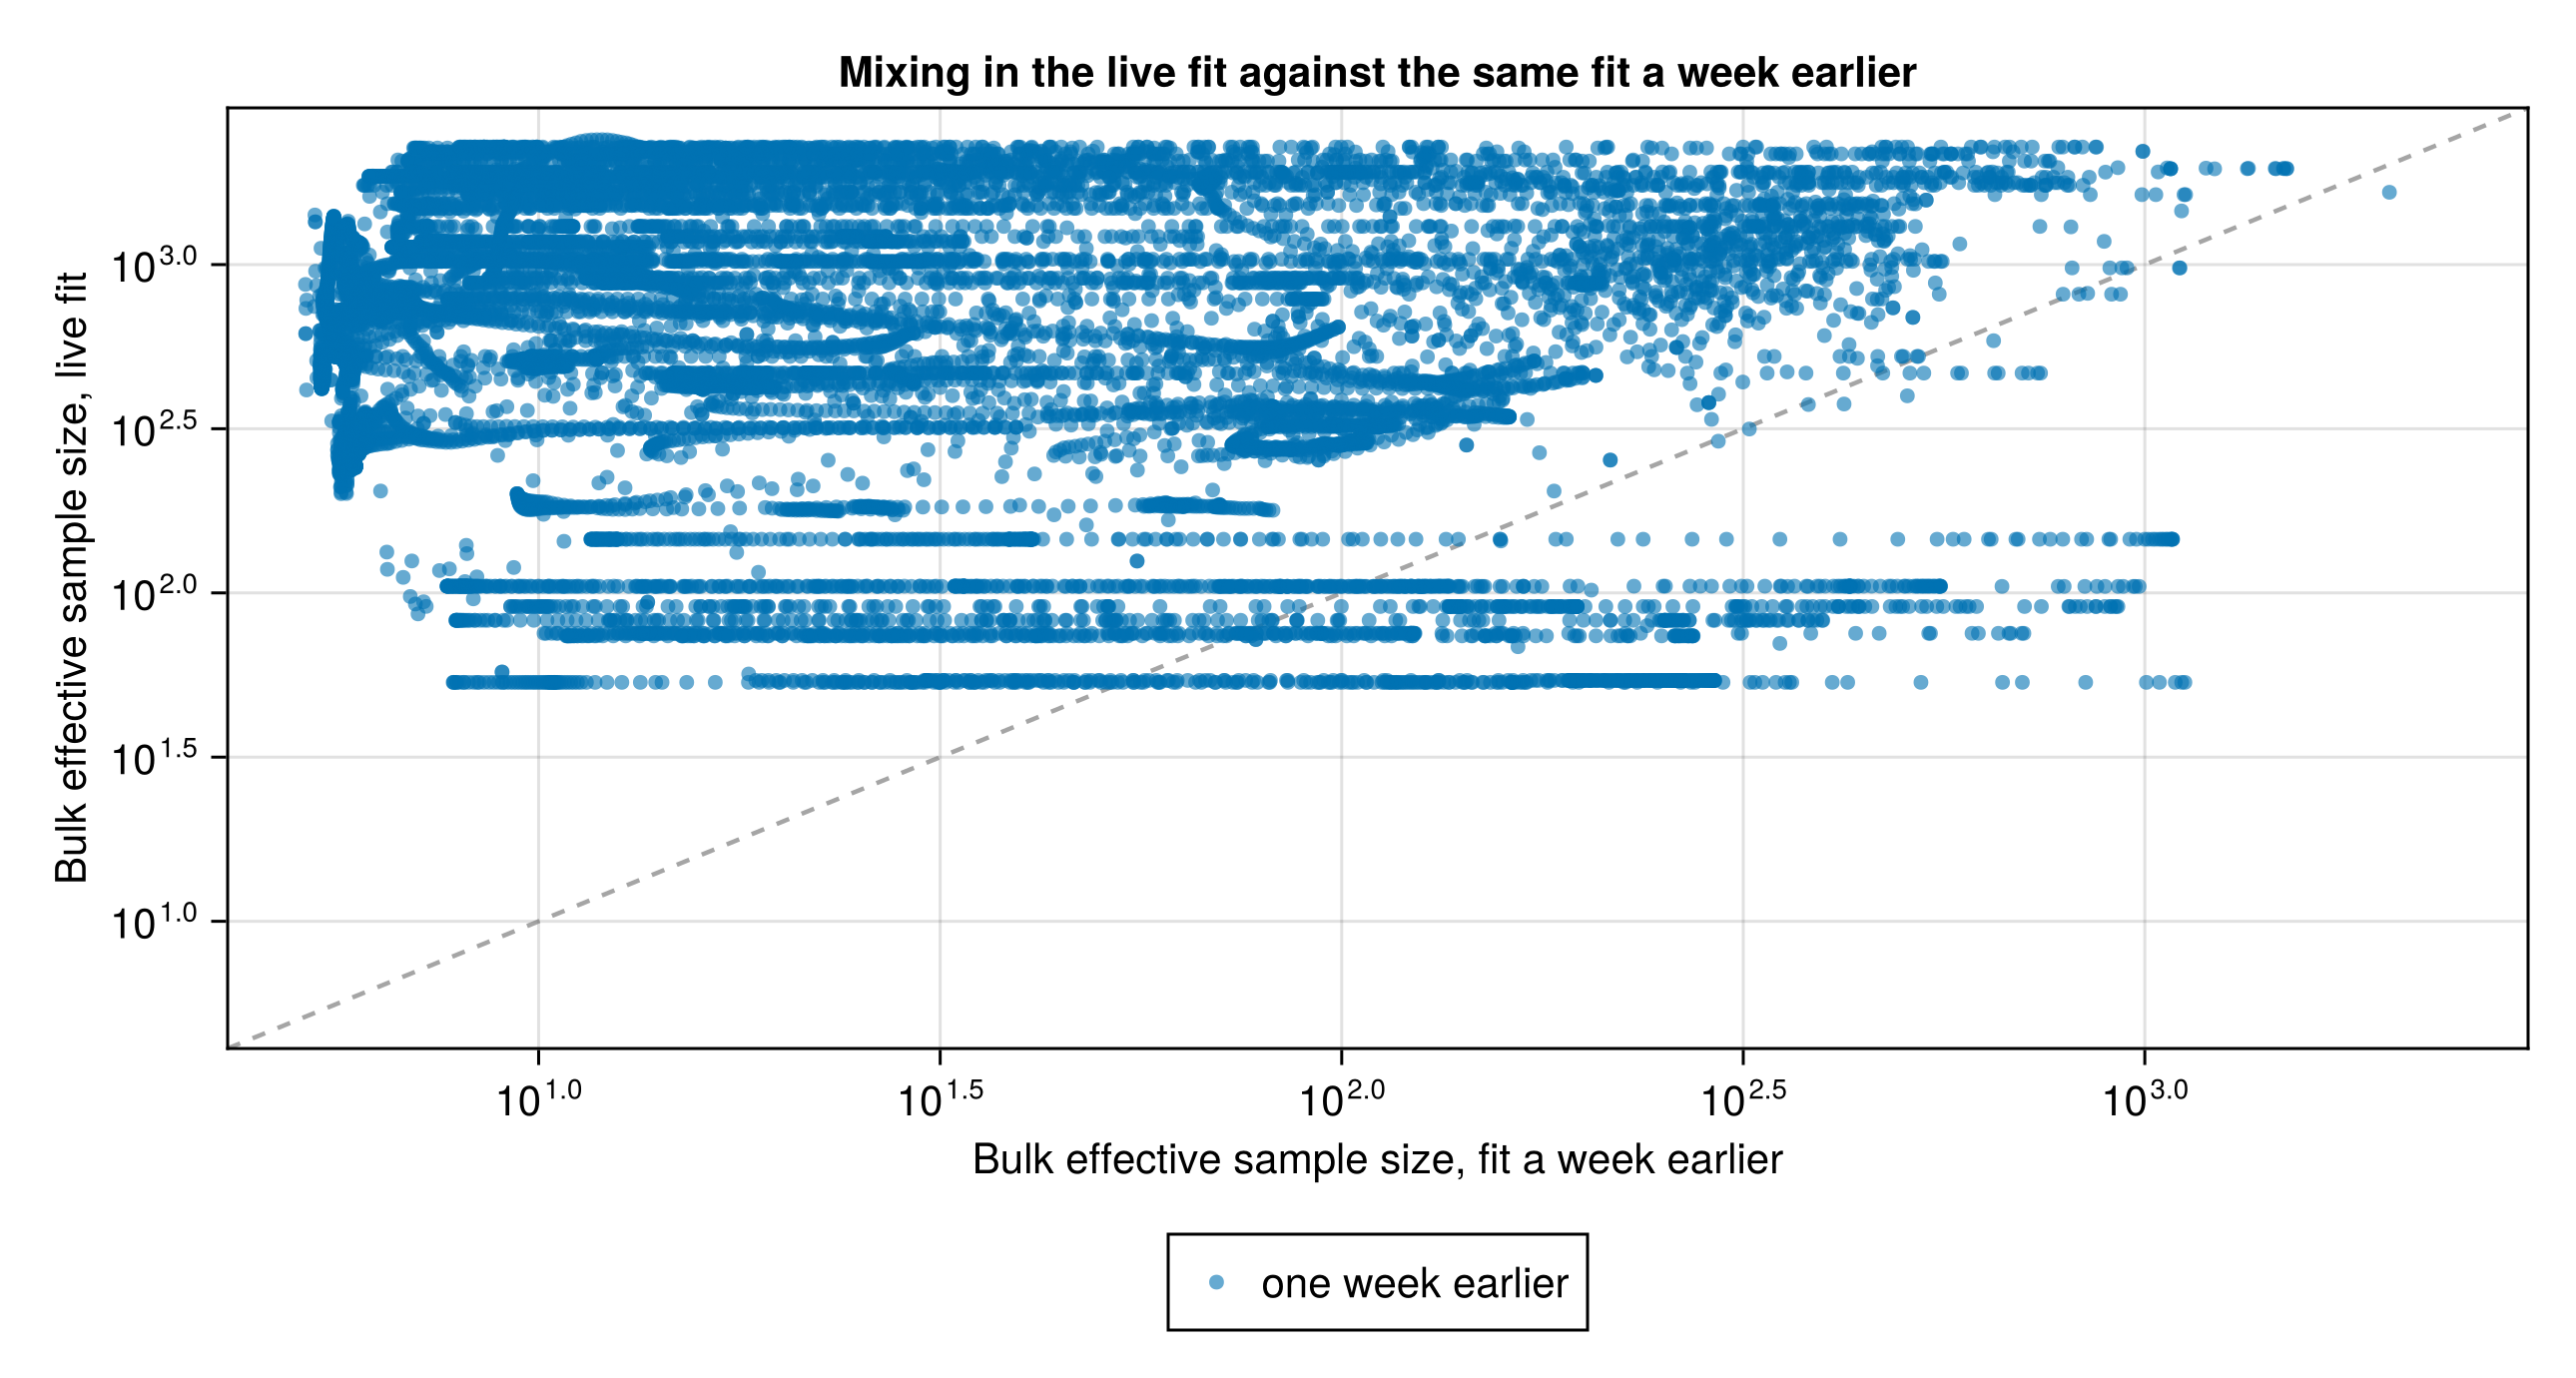 Mixing in the live fit against the same fit a week earlier
Bulk effective sample size, live fit
10^3.0
10^2.5
10^2.0
10^1.5
10^1.0
10^1.0 10^1.5 10^2.0 10^2.5 10^3.0
Bulk effective sample size, fit a week earlier
one week earlier